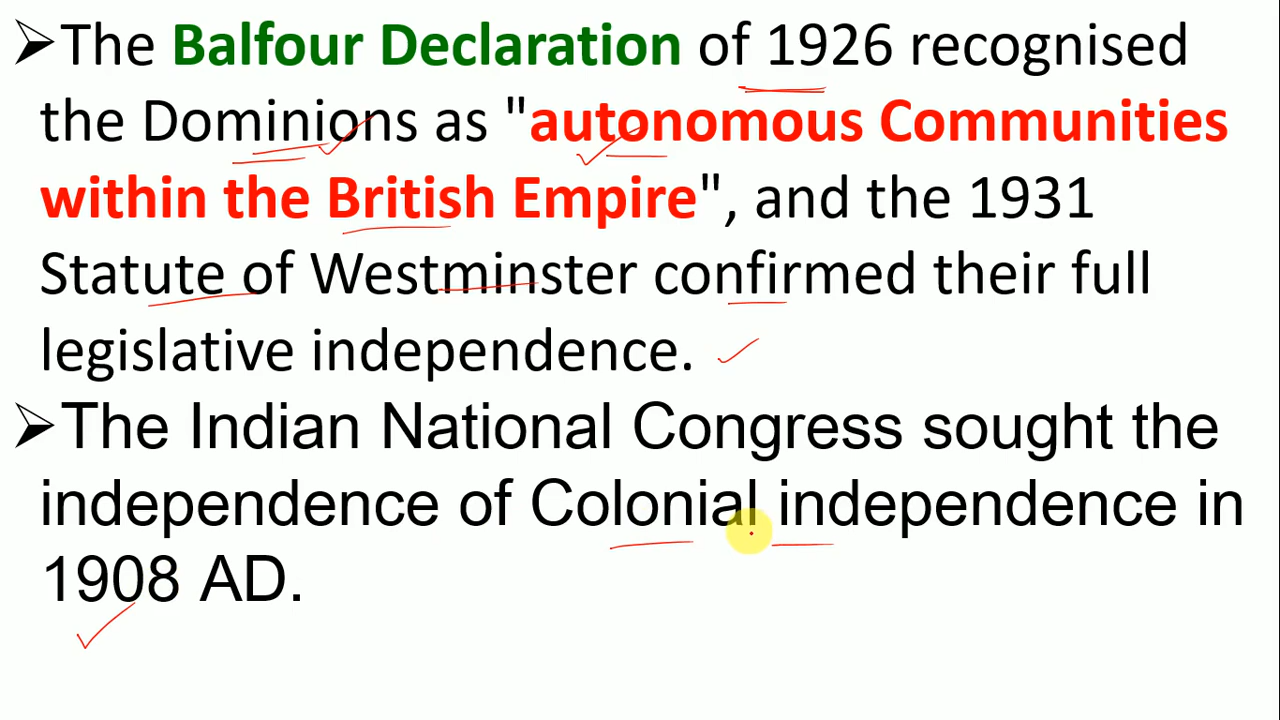 ➢The Balfour Declaration of 1926 recognised
the Dominions as "autonomous Communities
within the British Empire", and the 1931
Statute of Westminster confirmed their full
legislative independence.
➢The Indian National Congress sought the
independence of Colonial independence in
1908 AD.